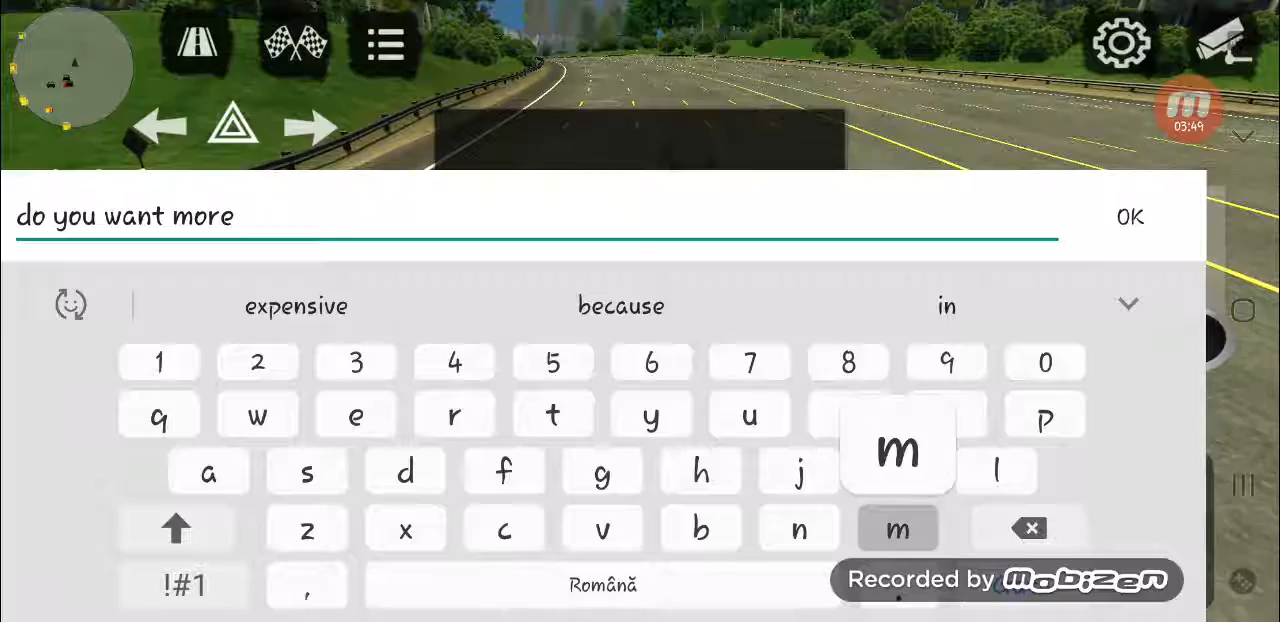 03:49
do you want more
OK
expensive because in
1 2 3 4 5 6 7 8 9 0
q w e r t y u p
m
a s d f g h j l
z x c v b n m
!#1 , Română .
Recorded by mobizen